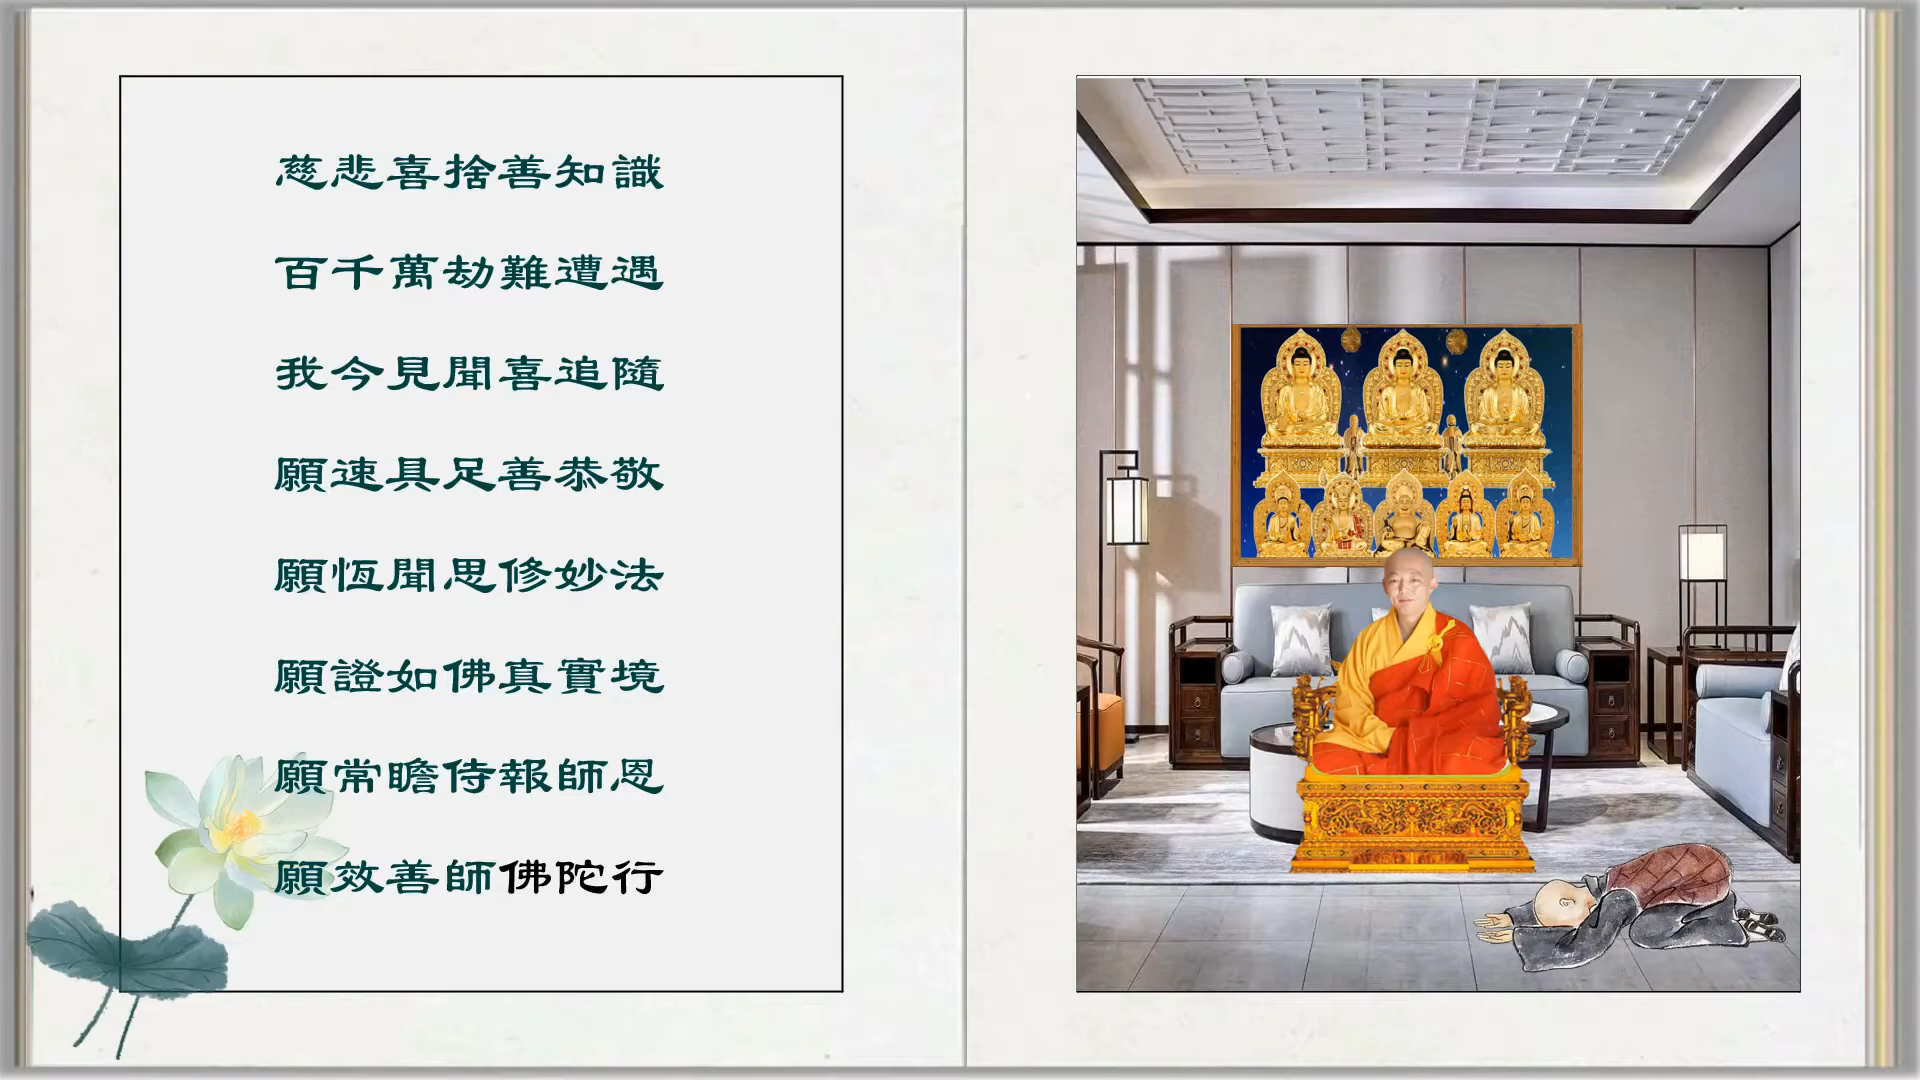 慈悲喜捨善知識
百千萬劫難遭遇
我今見聞喜追隨
願速具足善恭敬
願恆聞思修妙法
願證如佛真實境
願常瞻侍報師恩
願效善師佛陀行